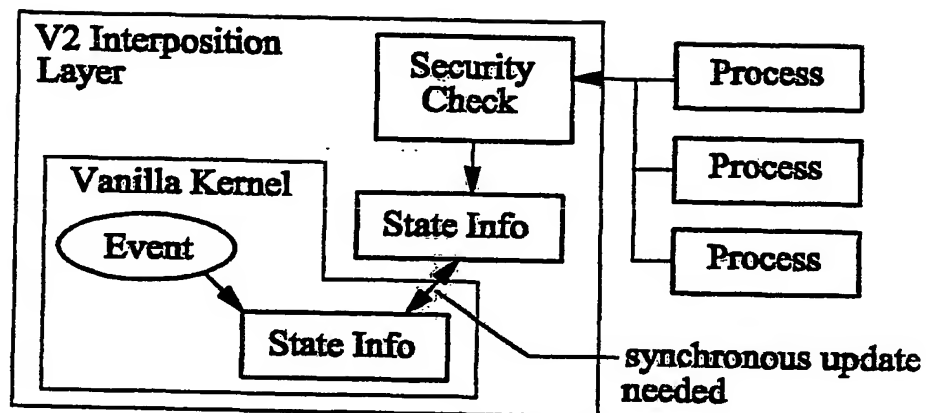 V2 Interposition
Layer
Security
Check
Process
Process
Process
Vanilla Kernel
Event
State Info
State Info
synchronous update
needed